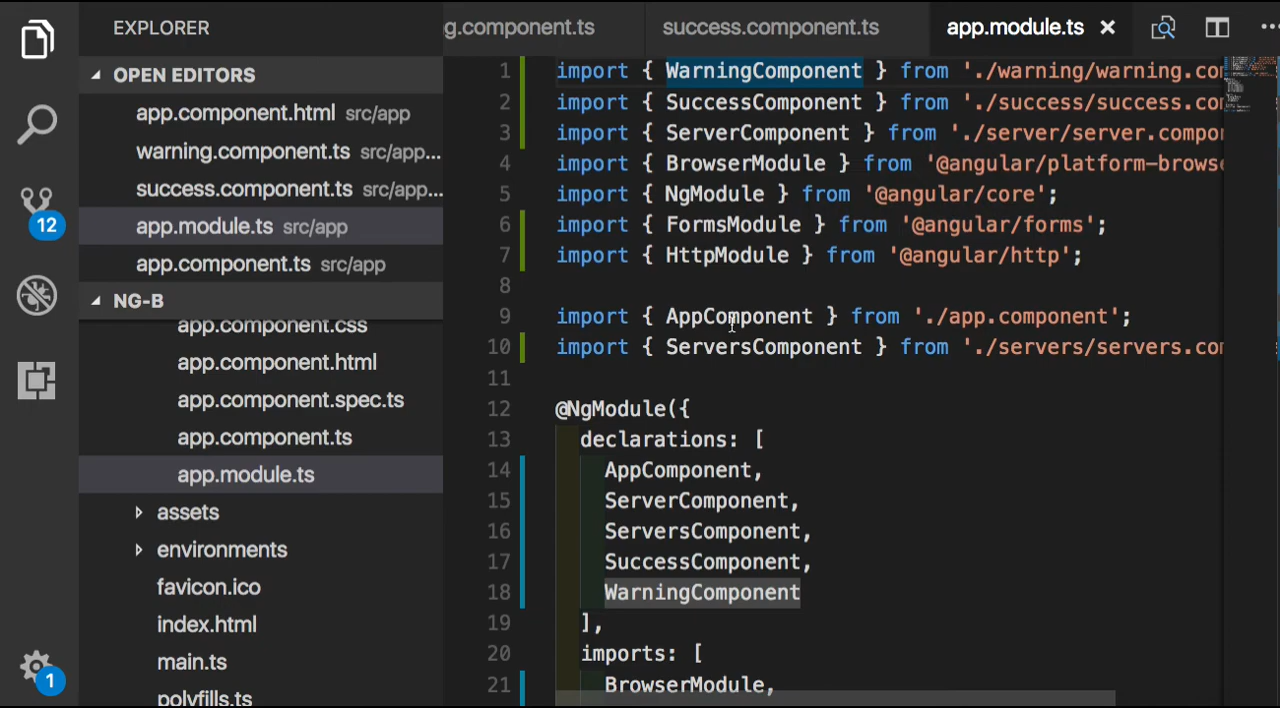 EXPLORER
OPEN EDITORS
app.component.html src/app
warning.component.ts src/app...
success.component.ts src/app...
app.module.ts src/app
app.component.ts src/app
NG-B
app.component.css
app.component.html
app.component.spec.ts
app.component.ts
app.module.ts
assets
environments
favicon.ico
index.html
main.ts
polyfills.ts
12
1
g.component.ts success.component.ts app.module.ts
1 import { WarningComponent } from './warning/warning.co
2 import { SuccessComponent } from './success/success.co
3 import { ServerComponent } from './server/server.compo
4 import { BrowserModule } from '@angular/platform-browse
5 import { NgModule } from '@angular/core';
6 import { FormsModule } from '@angular/forms';
7 import { HttpModule } from '@angular/http';
8
9 import { AppComponent } from './app.component';
10 import { ServersComponent } from './servers/servers.com
11
12 @NgModule({
13 declarations: [
14 AppComponent,
15 ServerComponent,
16 ServersComponent,
17 SuccessComponent,
18 WarningComponent
19 ],
20 imports: [
21 BrowserModule,